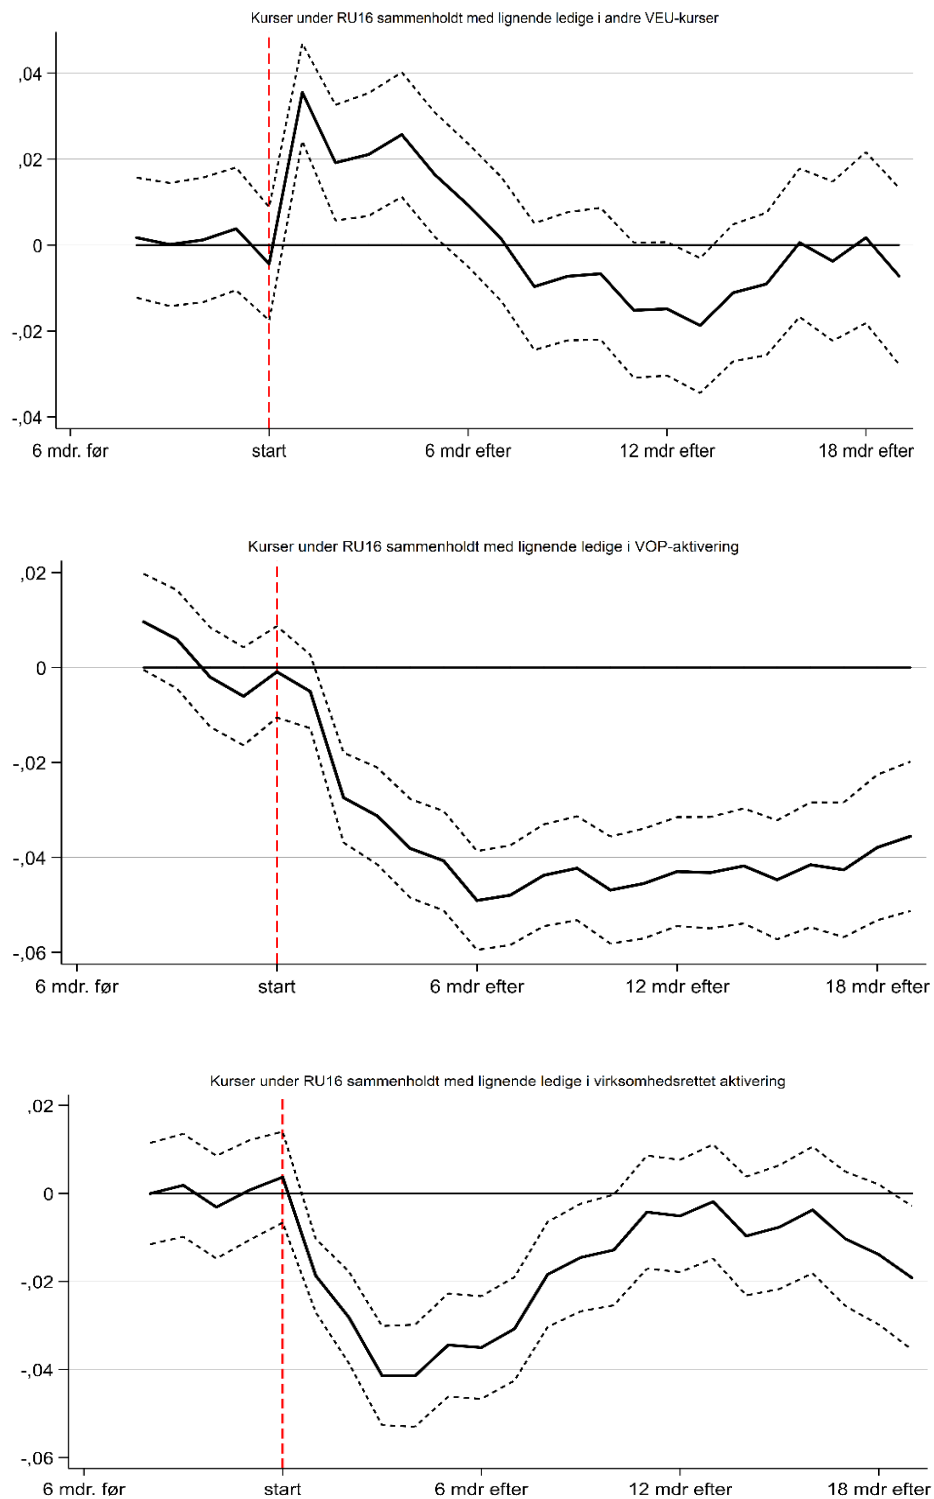 Kurser under RU16 sammenholdt med lignende ledige i andre VEU-kurser
,04
,02
0
-,02
-,04
6 mdr. før start 6 mdr efter 12 mdr efter 18 mdr efter
Kurser under RU16 sammenholdt med lignende ledige i VOP-aktivering
,02
0
-,02
-,04
-,06
6 mdr. før start 6 mdr efter 12 mdr efter 18 mdr efter
Kurser under RU16 sammenholdt med lignende ledige i virksomhedsrettet aktivering
,02
0
-,02
-,04
-,06
6 mdr. før start 6 mdr efter 12 mdr efter 18 mdr efter